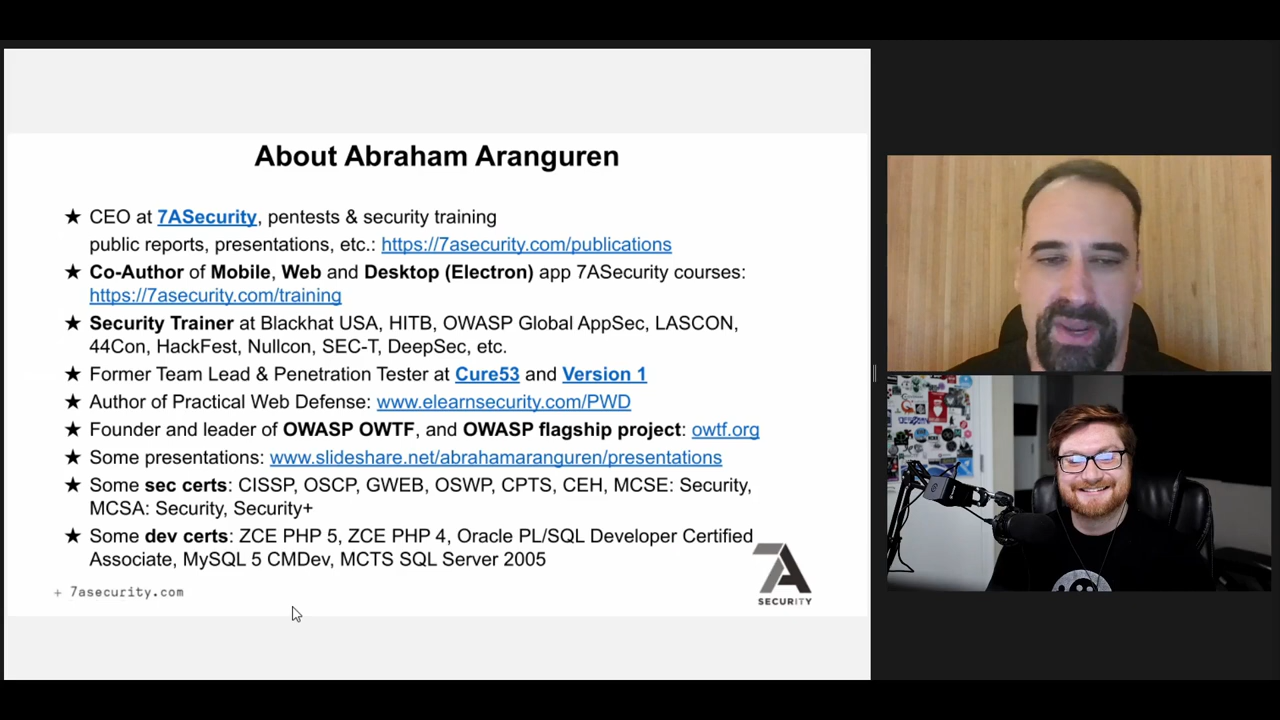 About Abraham Aranguren
★ CEO at 7ASecurity, pentests & security training
public reports, presentations, etc.: https://7asecurity.com/publications
★ Co-Author of Mobile, Web and Desktop (Electron) app 7ASecurity courses:
https://7asecurity.com/training
★ Security Trainer at Blackhat USA, HITB, OWASP Global AppSec, LASCON,
44Con, HackFest, Nullcon, SEC-T, DeepSec, etc.
★ Former Team Lead & Penetration Tester at Cure53 and Version 1
★ Author of Practical Web Defense: www.elearnsecurity.com/PWD
★ Founder and leader of OWASP OWTF, and OWASP flagship project: owtf.org
★ Some presentations: www.slideshare.net/abrahamaranguren/presentations
★ Some sec certs: CISSP, OSCP, GWEB, OSWP, CPTS, CEH, MCSE: Security,
MCSA: Security, Security+
★ Some dev certs: ZCE PHP 5, ZCE PHP 4, Oracle PL/SQL Developer Certified
Associate, MySQL 5 CMDev, MCTS SQL Server 2005
+ 7asecurity.com
7A
SECURITY